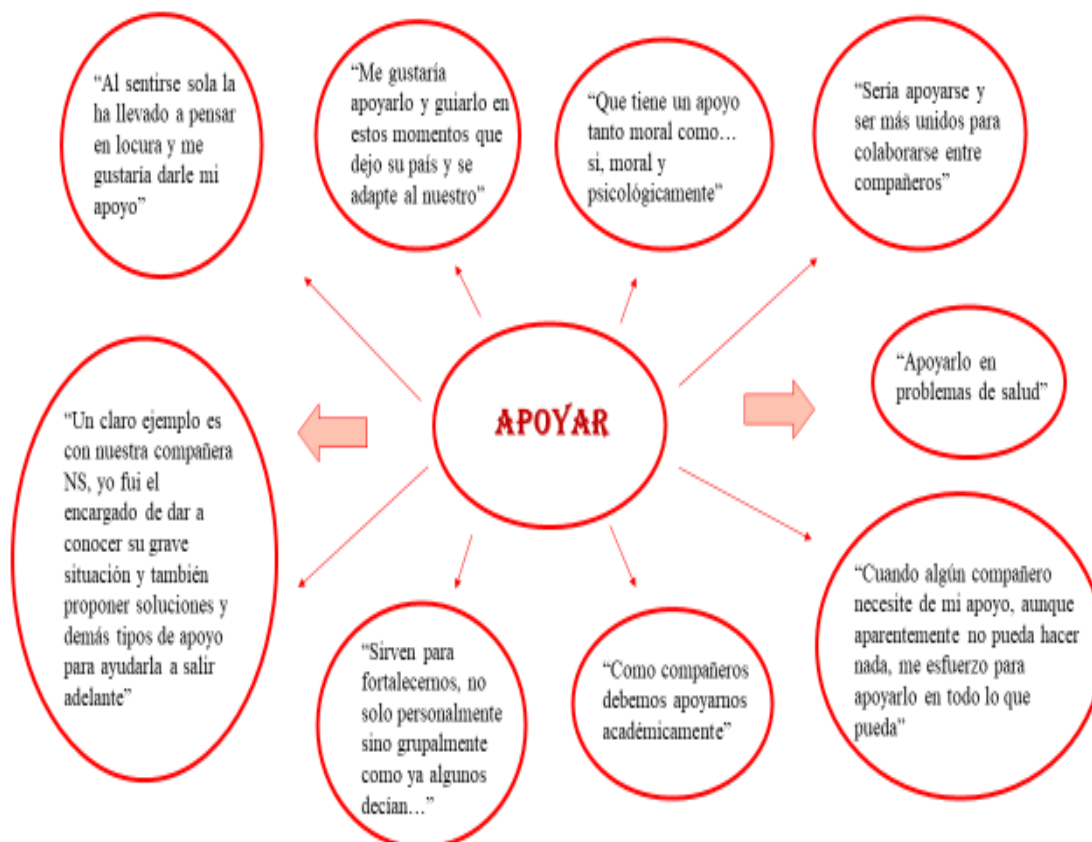 “Al sentirse sola la
ha llevado a pensar
en locura y me
gustaría darle mi
apoyo”
“Me gustaría
apoyarlo y guiarlo en
estos momentos que
dejo su país y se
adapte al nuestro”
“Que tiene un apoyo
tanto moral como…
si, moral y
psicológicamente”
“Seria apoyarse y
ser más unidos para
colaborarse entre
compañeros”
“Apoyarlo en
problemas de salud”
APOYAR
“Un claro ejemplo es
con nuestra compañera
NS, yo fui el
encargado de dar a
conocer su grave
situación y también
proponer soluciones y
demás tipos de apoyo
para ayudarla a salir
adelante”
“Sirven para
fortalecernos, no
solo personalmente
sino grupalmente
como ya algunos
decían…”
“Como compañeros
debemos apoyarnos
académicamente”
“Cuando algún compañero
necesite de mi apoyo, aunque
aparentemente no pueda hacer
nada, me esfuerzo para
apoyarlo en todo lo que
pueda”